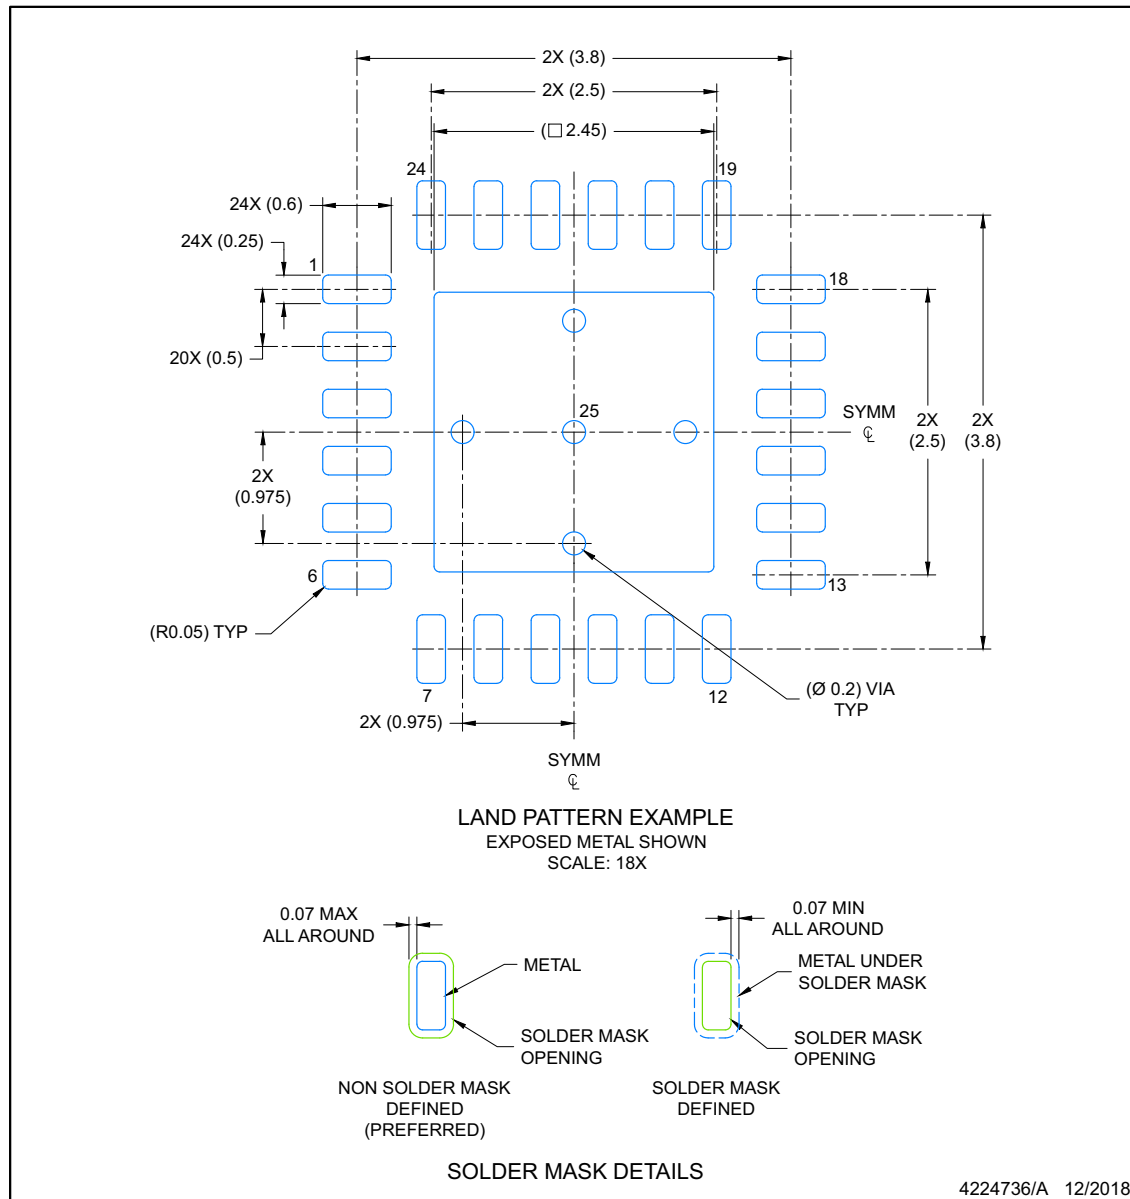 2X (3.8)
2X (2.5)
(□ 2.45)
24
19
24X (0.6)
24X (0.25)
1
18
20X (0.5)
25
SYMM
℄
2X
(2.5)
2X
(3.8)
2X
(0.975)
6
13
(R0.05) TYP
7
12
(Ø 0.2) VIA
TYP
2X (0.975)
SYMM
℄
LAND PATTERN EXAMPLE
EXPOSED METAL SHOWN
SCALE: 18X
0.07 MAX
ALL AROUND
METAL
SOLDER MASK
OPENING
NON SOLDER MASK
DEFINED
(PREFERRED)
0.07 MIN
ALL AROUND
METAL UNDER
SOLDER MASK
SOLDER MASK
OPENING
SOLDER MASK
DEFINED
SOLDER MASK DETAILS
4224736/A 12/2018